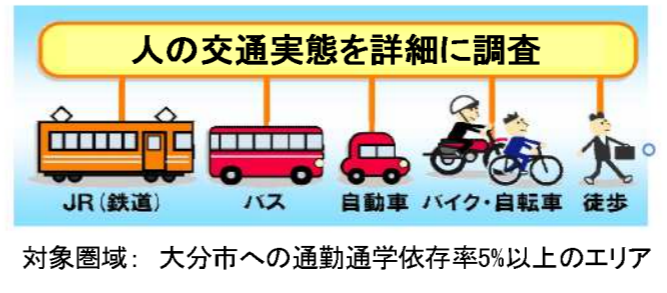 人の交通実態を詳細に調査
JR(鉄道) バス 自動車 バイク・自転車 徒歩
対象圏域： 大分市への通勤通学依存率5%以上のエリア